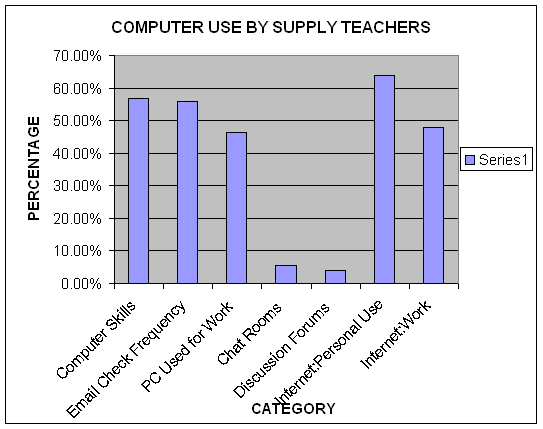 COMPUTER USE BY SUPPLY TEACHERS
PERCENTAGE
70.00%
60.00%
50.00%
40.00%
30.00%
20.00%
10.00%
0.00%
Series1
Computer Skills
Email Check Frequency
PC Used for Work
Chat Rooms
Discussion Forums
Internet:Personal Use
Internet:Work
CATEGORY